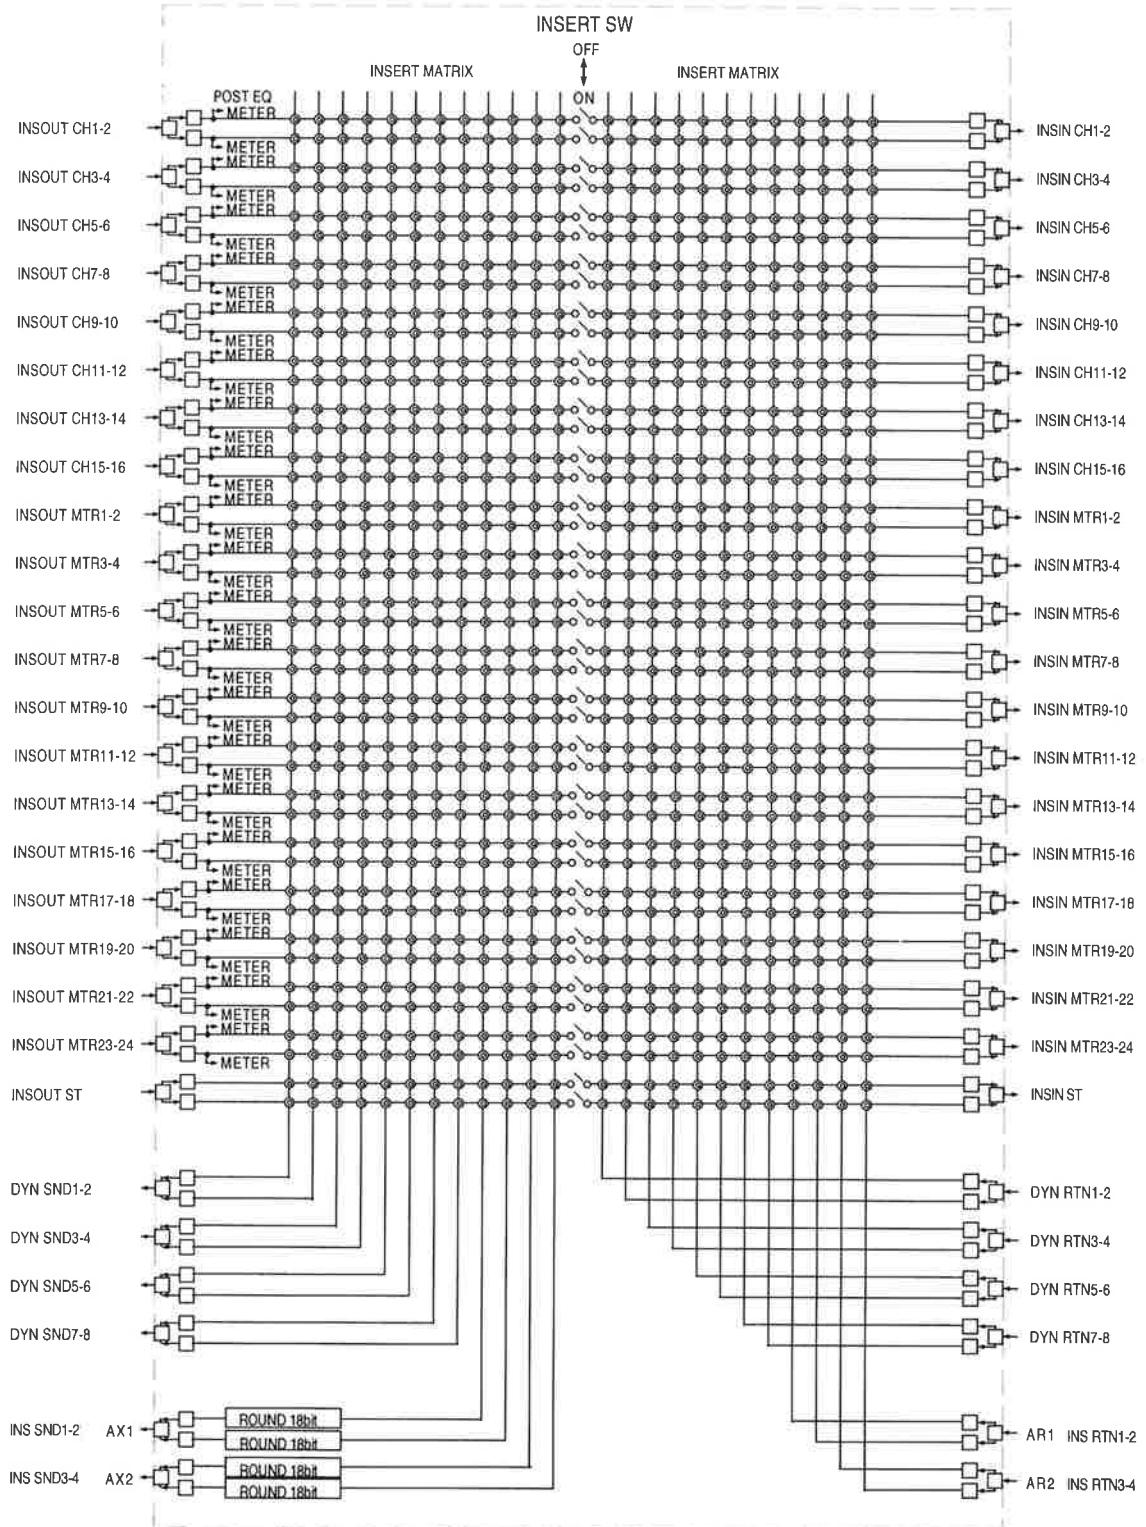 INSERT SW
OFF
INSERT MATRIX INSERT MATRIX
POST EQ ON
METER
INSOUT CH1-2 INSIN CH1-2
METER
METER
INSOUT CH3-4 INSIN CH3-4
METER
METER
INSOUT CH5-6 INSIN CH5-6
METER
METER
INSOUT CH7-8 INSIN CH7-8
METER
METER
INSOUT CH9-10 INSIN CH9-10
METER
METER
INSOUT CH11-12 INSIN CH11-12
METER
METER
INSOUT CH13-14 INSIN CH13-14
METER
METER
INSOUT CH15-16 INSIN CH15-16
METER
METER
INSOUT MTR1-2 INSIN MTR1-2
METER
METER
INSOUT MTR3-4 INSIN MTR3-4
METER
METER
INSOUT MTR5-6 INSIN MTR5-6
METER
METER
INSOUT MTR7-8 INSIN MTR7-8
METER
METER
INSOUT MTR9-10 INSIN MTR9-10
METER
METER
INSOUT MTR11-12 INSIN MTR11-12
METER
METER
INSOUT MTR13-14 INSIN MTR13-14
METER
METER
INSOUT MTR15-16 INSIN MTR15-16
METER
METER
INSOUT MTR17-18 INSIN MTR17-18
METER
METER
INSOUT MTR19-20 INSIN MTR19-20
METER
METER
INSOUT MTR21-22 INSIN MTR21-22
METER
METER
INSOUT MTR23-24 INSIN MTR23-24
METER
INSOUT ST INSIN ST
DYN SND1-2 DYN RTN1-2
DYN SND3-4 DYN RTN3-4
DYN SND5-6 DYN RTN5-6
DYN SND7-8 DYN RTN7-8
ROUND 18bit
INS SND1-2 AX1 AR1 INS RTN1-2
ROUND 18bit
ROUND 18bit
INS SND3-4 AX2 AR2 INS RTN3-4
ROUND 18bit